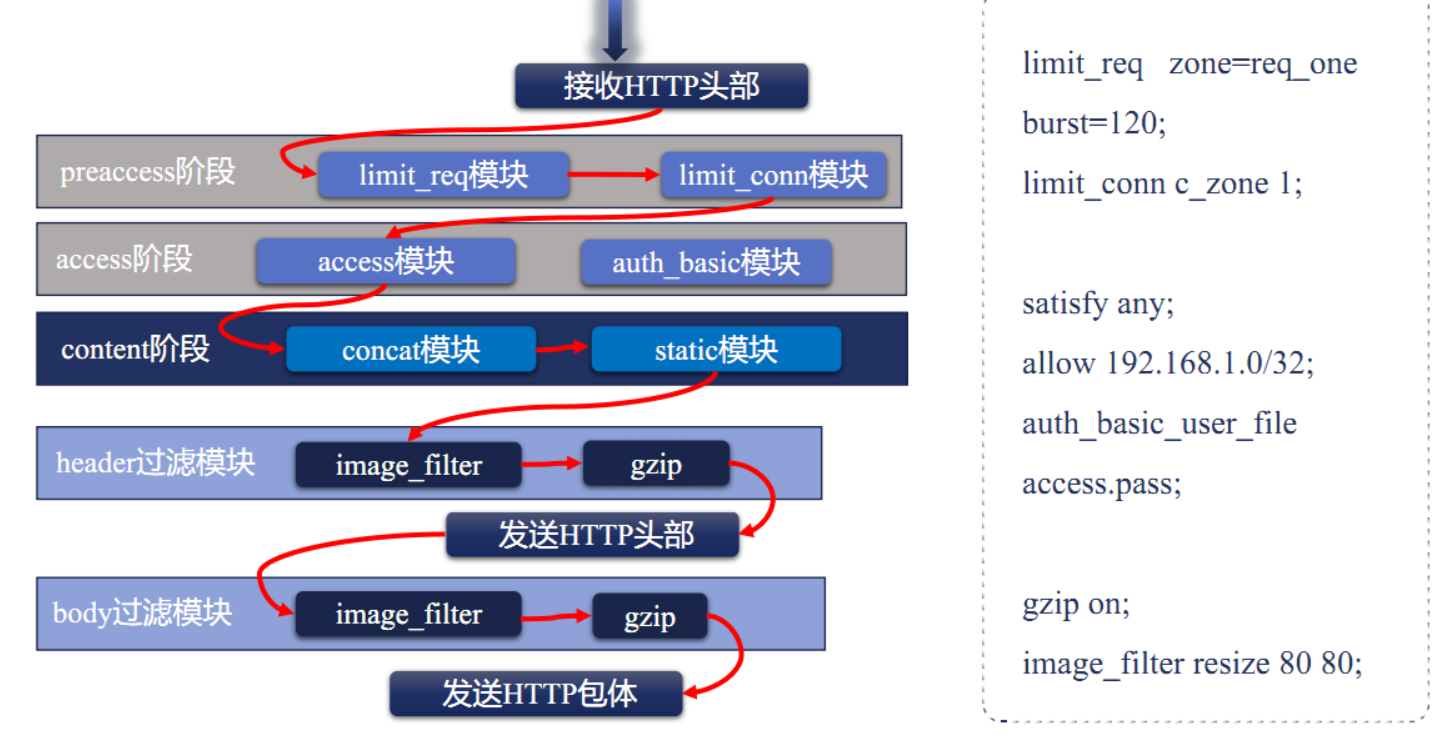 接收HTTP头部
preaccess阶段
limit_req模块
limit_conn模块
access阶段
access模块
auth_basic模块
content阶段
concat模块
static模块
header过滤模块
image_filter
gzip
发送HTTP头部
body过滤模块
image_filter
gzip
发送HTTP包体
limit_req zone=req_one
burst=120;
limit_conn c_zone 1;
satisfy any;
allow 192.168.1.0/32;
auth_basic_user_file
access.pass;
gzip on;
image_filter resize 80 80;